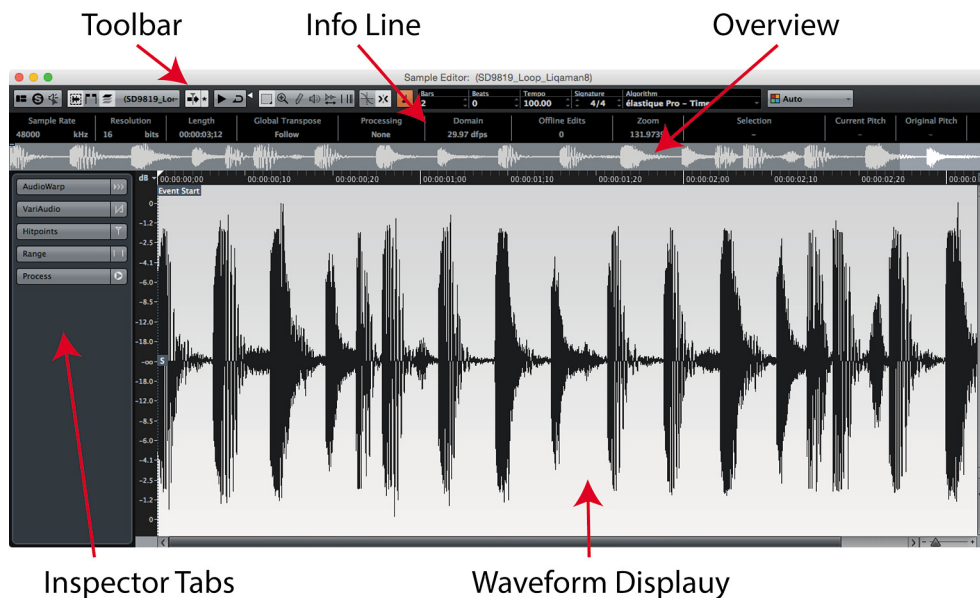 Toolbar
Info Line
Overview
Sample Editor: (SD9819_Loop_Liqaman8)
(SD9819_Loo
Bars
Beats
Tempo
Signature
Algorithm
2
0
100.00
4/4
élastique Pro – Time
Auto
Sample Rate
Resolution
Length
Global Transpose
Processing
Domain
Offline Edits
Zoom
Selection
Current Pitch
Original Pitch
48000 kHz
16 bits
00:00:03;12
Follow
None
29.97 dfps
0
131.9739
–
–
–
AudioWarp
VariAudio
Hitpoints
Range
Process
dB
00:00:00;00
00:00:00;10
00:00:00;20
00:00:01;00
00:00:01;10
00:00:01;20
00:00:02;00
00:00:02;10
00:00:02;20
00:00:0
Event Start
0
-1.2
-2.5
-4.1
-6.0
-8.5
-12.0
-18.0
-∞
S
-18.0
-12.0
-8.5
-6.0
-4.1
-2.5
-1.2
0
Inspector Tabs
Waveform Displauy